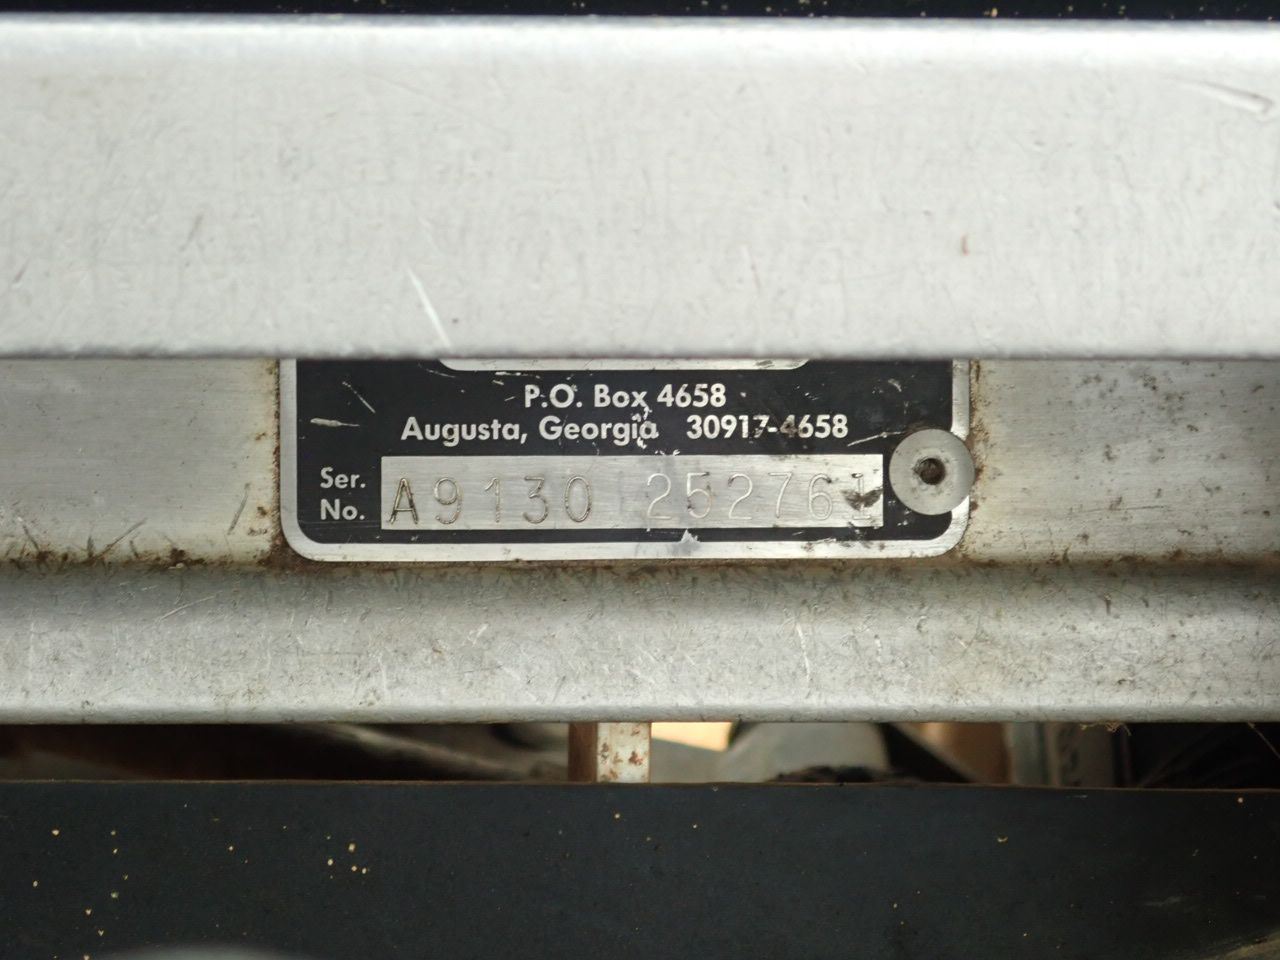 P.O. Box 4658
Augusta, Georgia 30917-4658
Ser. No. A9130 252761